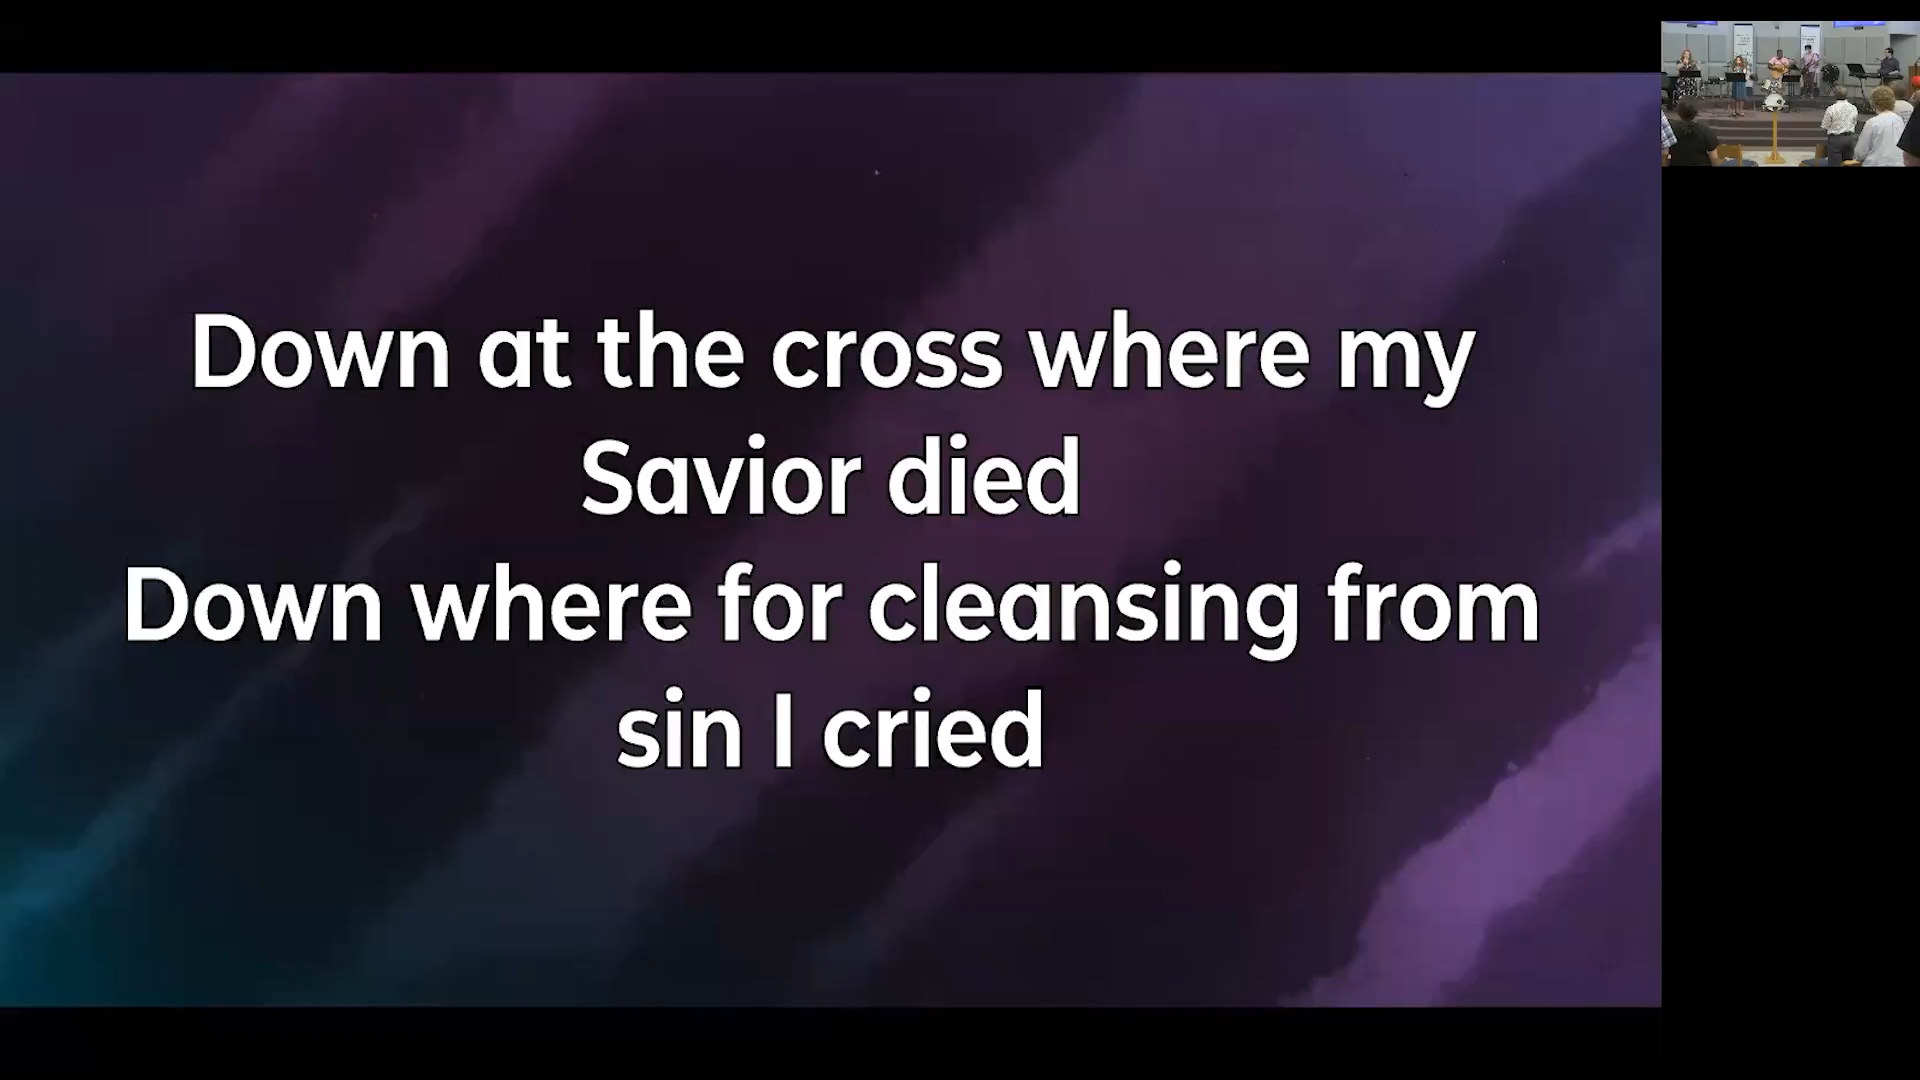 Down at the cross where my
Savior died
Down where for cleansing from
sin I cried